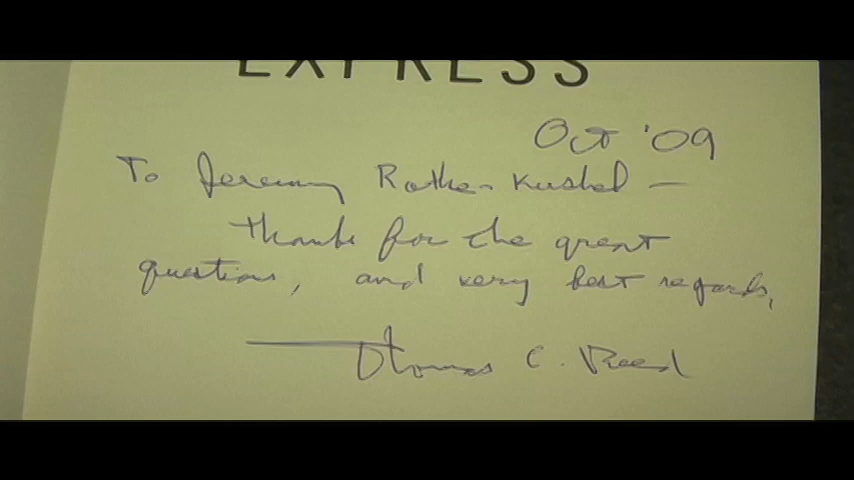 EXPRESS
Oct '09
To Jeremy Rothe-Kushel —
thanks for the great
questions, and very best regards,
Thomas C. Reed